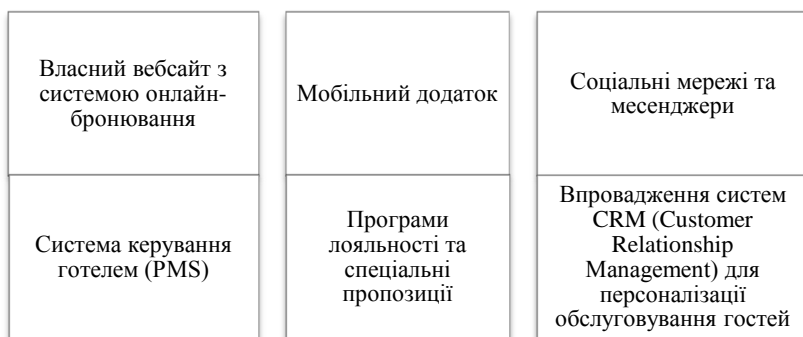 Власний вебсайт з
системою онлайн-
бронювання
Мобільний додаток
Соціальні мережі та
месенджери
Система керування
готелем (PMS)
Програми
лояльності та
спеціальні
пропозиції
Впровадження систем
CRM (Customer
Relationship
Management) для
персоналізації
обслуговування гостей